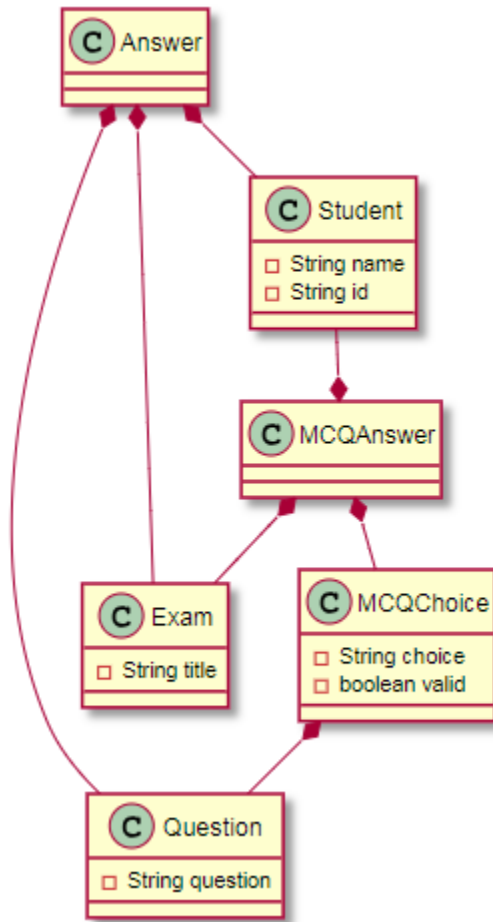 C Answer
C Student
String name
String id
C MCQAnswer
C Exam
String title
C MCQChoice
String choice
boolean valid
C Question
String question